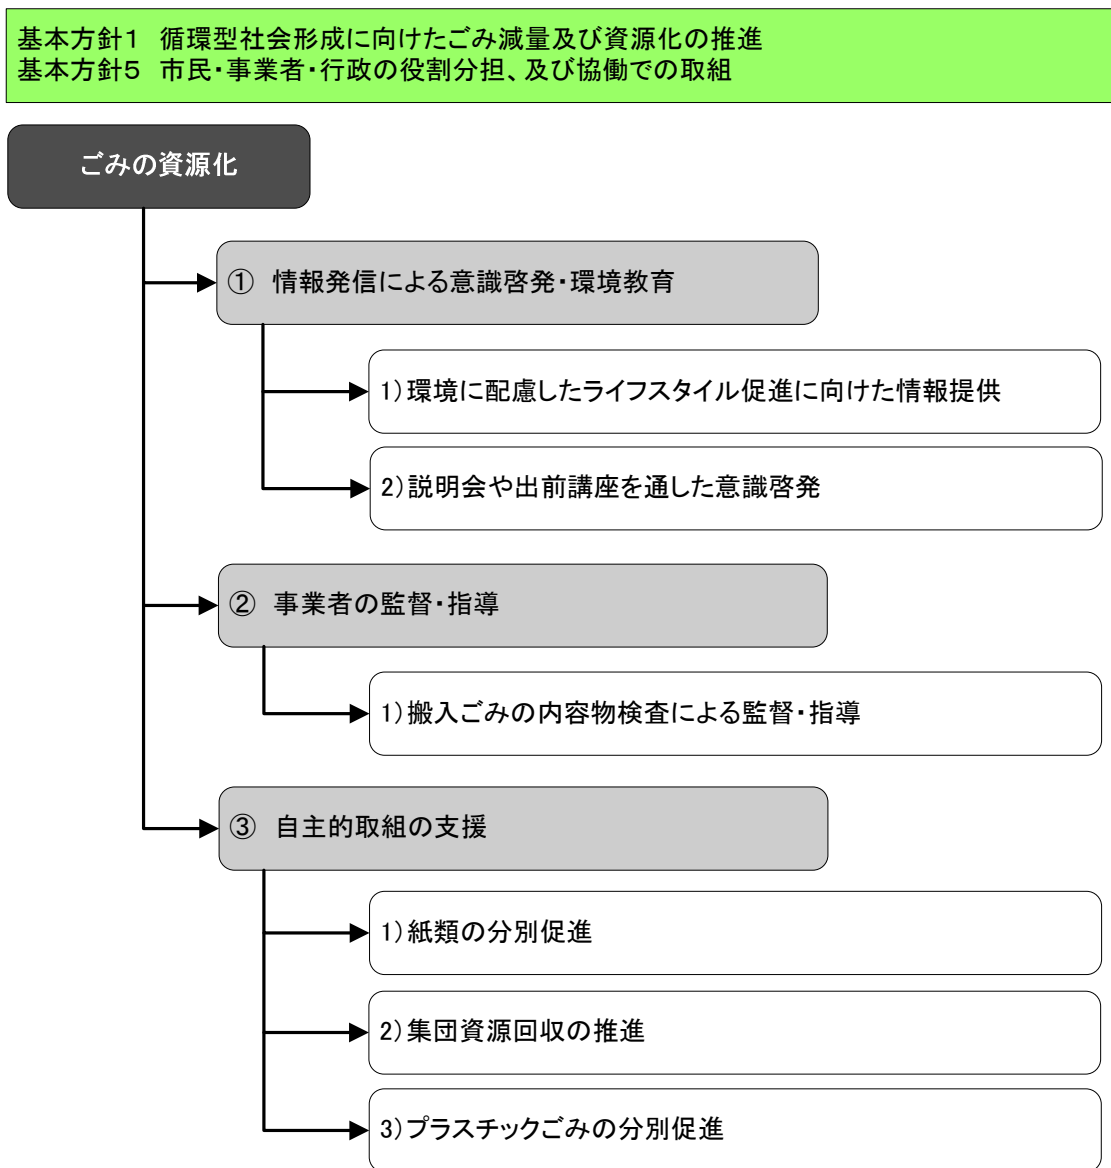 基本方針1　循環型社会形成に向けたごみ減量及び資源化の推進
基本方針5　市民・事業者・行政の役割分担、及び協働での取組
ごみの資源化
①　情報発信による意識啓発・環境教育
1)環境に配慮したライフスタイル促進に向けた情報提供
2)説明会や出前講座を通した意識啓発
②　事業者の監督・指導
1)搬入ごみの内容物検査による監督・指導
③　自主的取組の支援
1)紙類の分別促進
2)集団資源回収の推進
3)プラスチックごみの分別促進